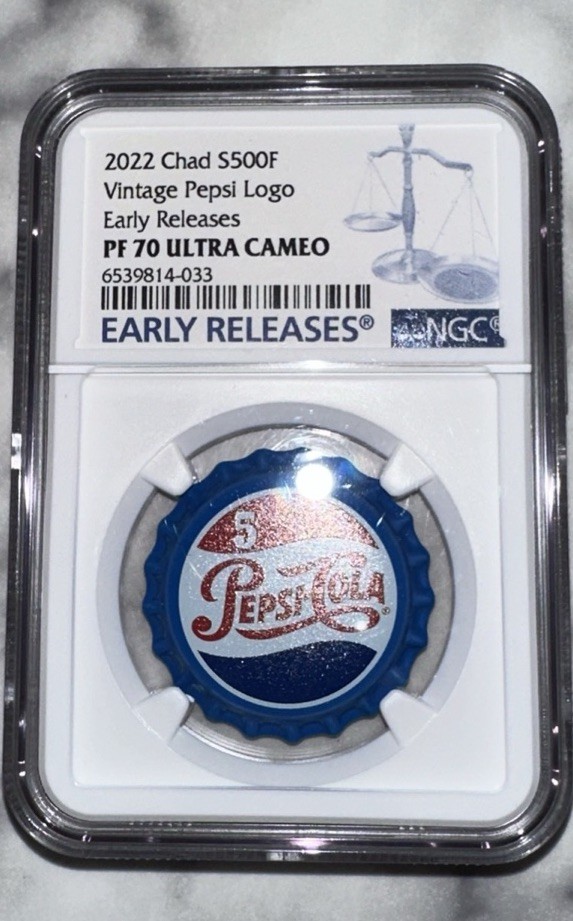 2022 Chad S500F
Vintage Pepsi Logo
Early Releases
PF 70 ULTRA CAMEO
6539814-033
EARLY RELEASES®
NGC®
5
PEPSI-COLA®